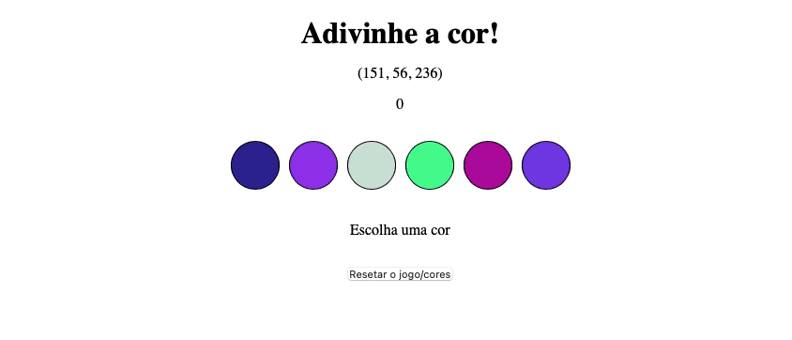 Adivinhe a cor!
(151, 56, 236)
0
Escolha uma cor
Resetar o jogo/cores